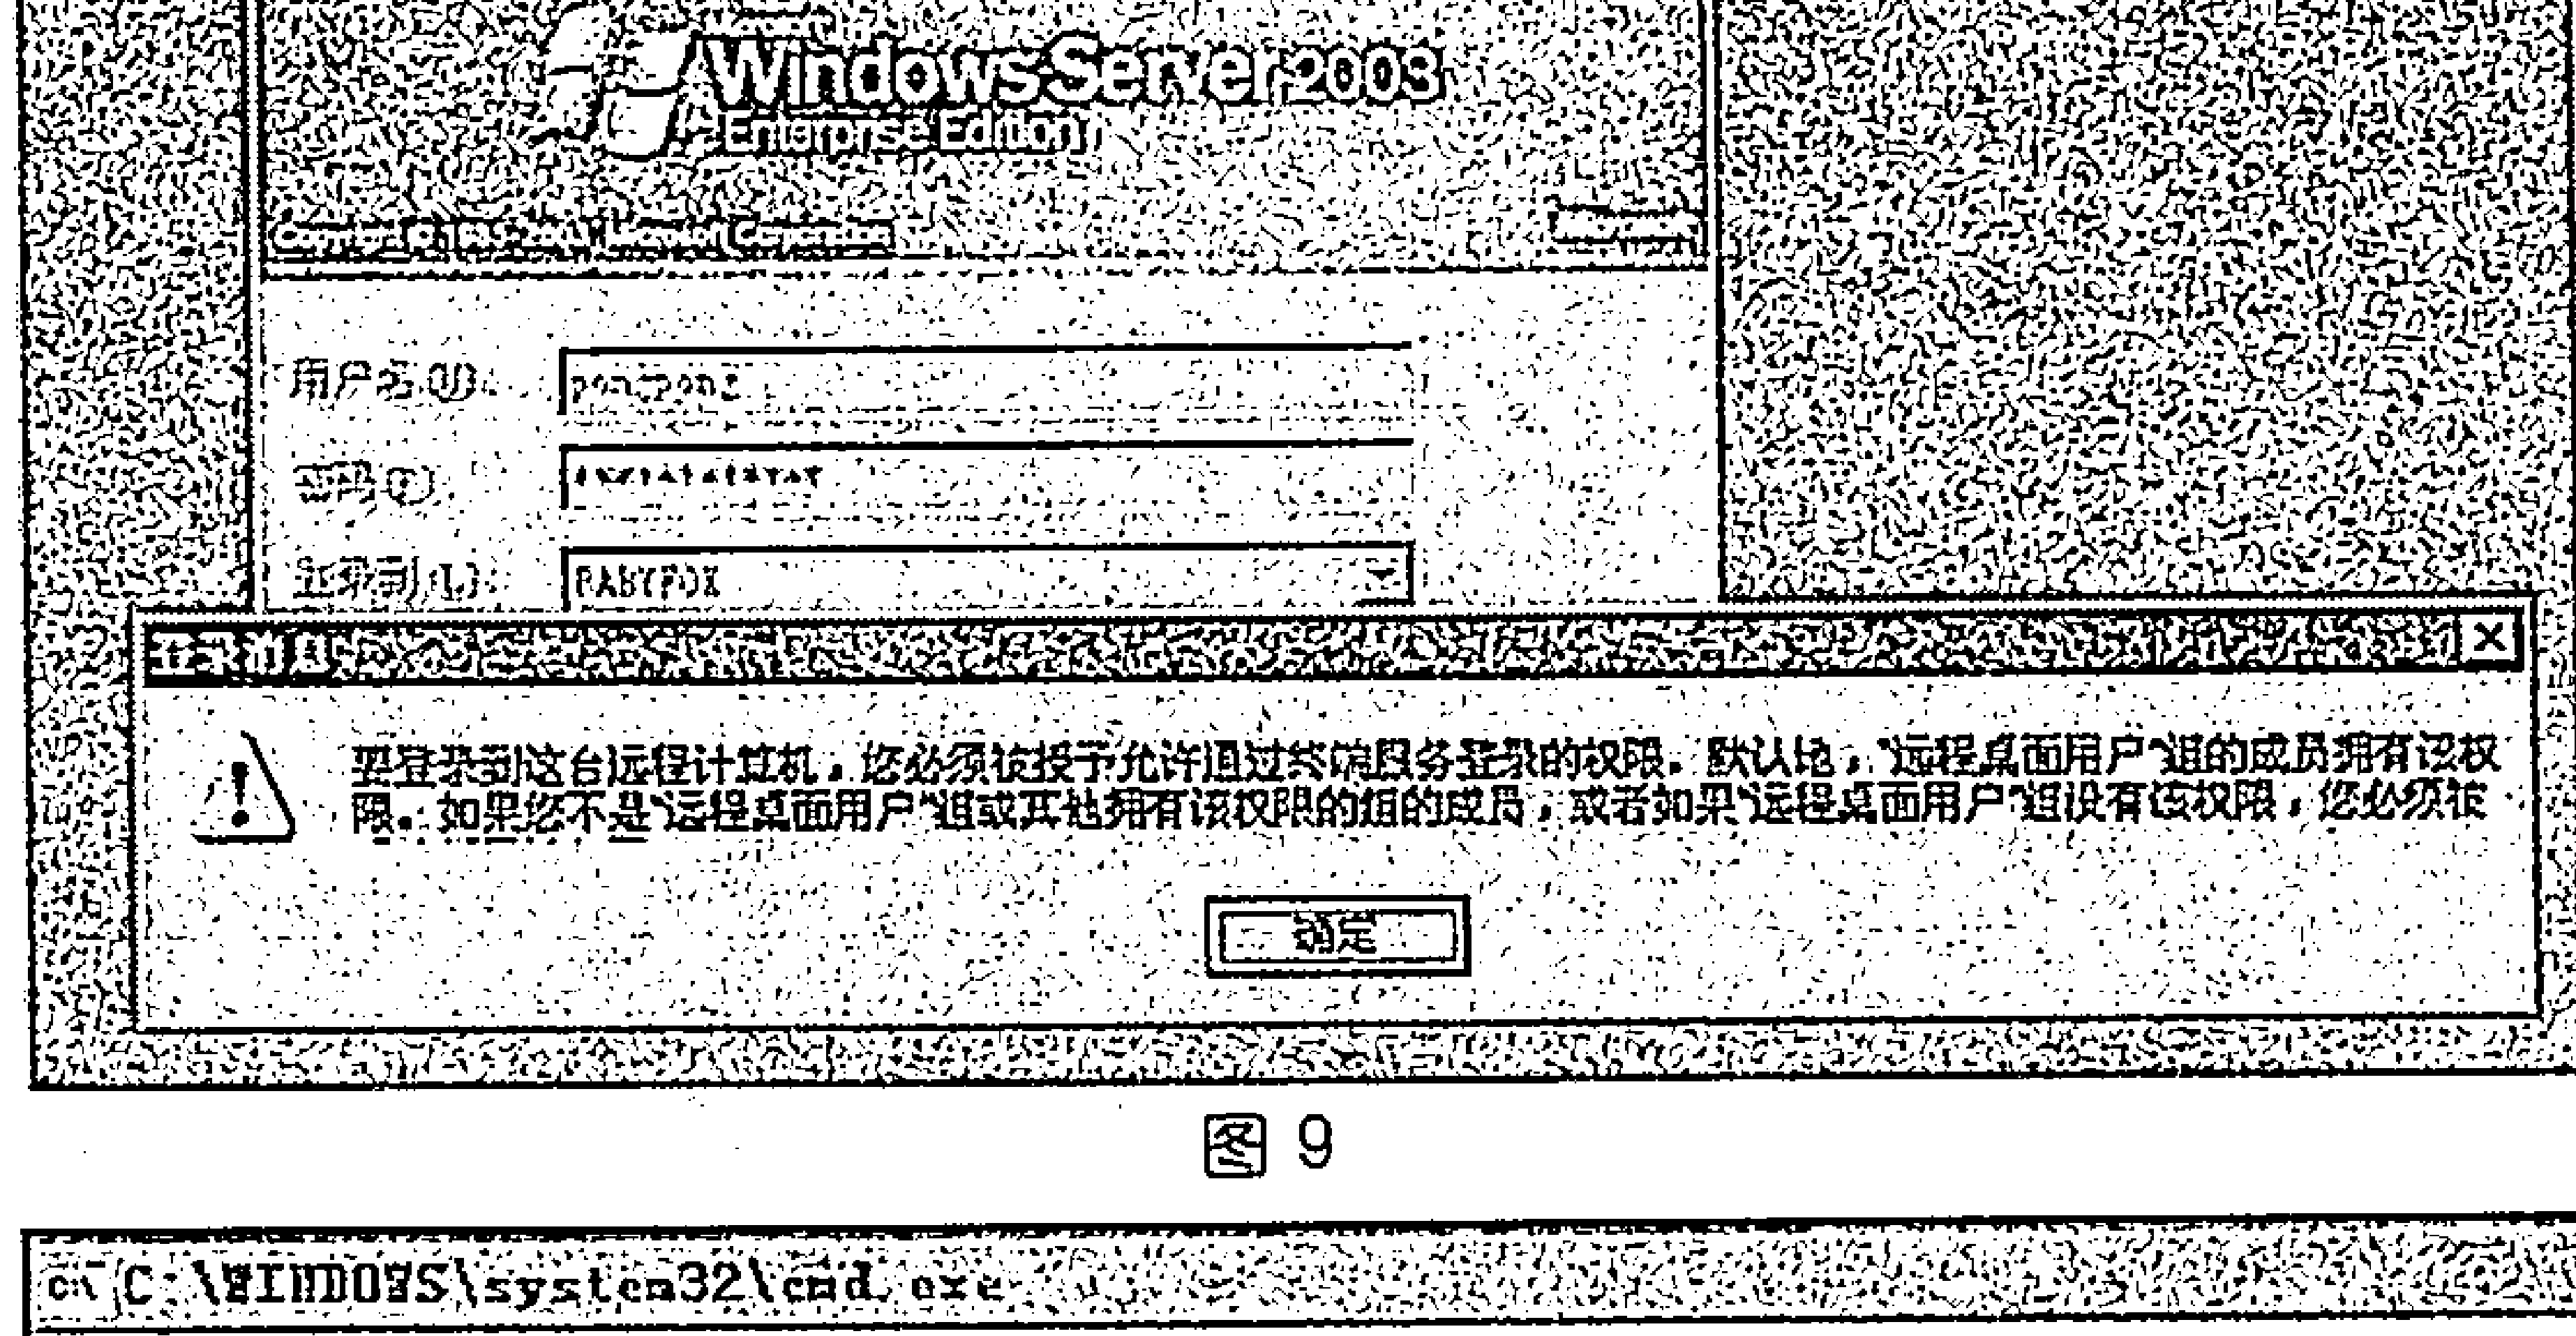 Windows Server 2003
Enterprise Edition
用户名(U)
密码(P)
登录到(L) BABYFOX
登录消息
要登录到这台远程计算机，您必须被授予允许通过终端服务登录的权限。默认地，“远程桌面用户”组的成员拥有该权
限。如果您不是“远程桌面用户”组或其他拥有该权限的组的成员，或者如果“远程桌面用户”组没有该权限，您必须被
确定
图 9
C:\WINDOWS\system32\cmd.exe